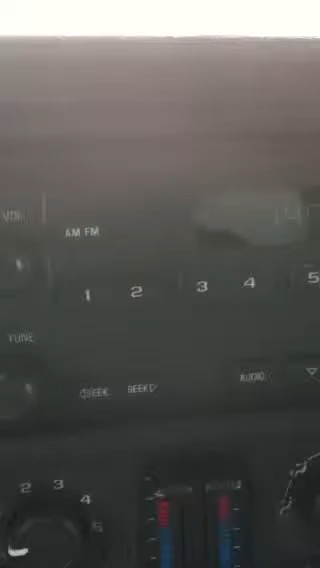 VOL
AM FM
1 2 3 4 5
TUNE
◁SEEK SEEK▷ AUDIO ▽
2 3 4 5